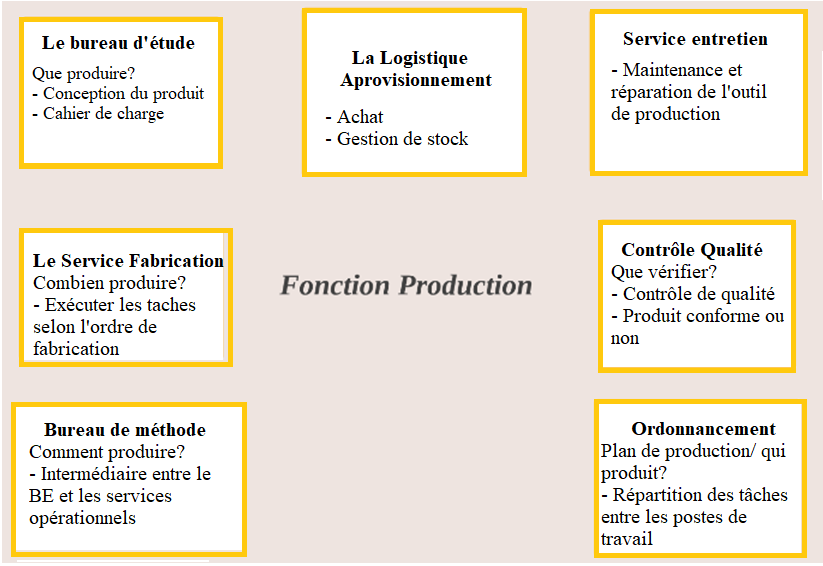 Le bureau d'étude
Que produire?
- Conception du produit
- Cahier de charge
La Logistique
Aprovisionnement
- Achat
- Gestion de stock
Service entretien
- Maintenance et
réparation de l'outil
de production
Le Service Fabrication
Combien produire?
- Exécuter les taches
selon l'ordre de
fabrication
Fonction Production
Contrôle Qualité
Que vérifier?
- Contrôle de qualité
- Produit conforme ou
non
Bureau de méthode
Comment produire?
- Intermédiaire entre le
BE et les services
opérationnels
Ordonnancement
Plan de production/ qui
produit?
- Répartition des tâches
entre les postes de
travail